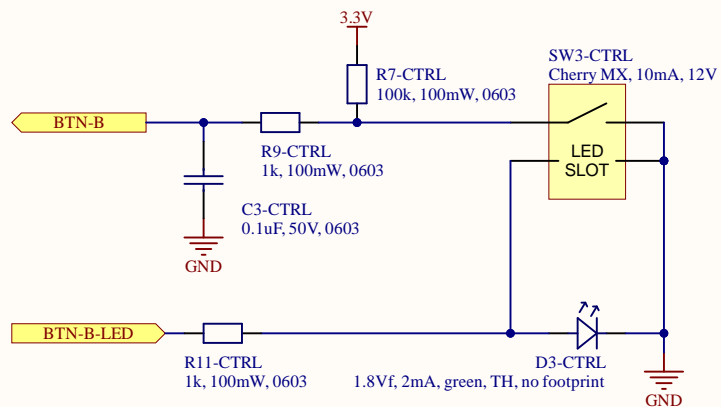 3.3V
SW3-CTRL
Cherry MX, 10mA, 12V
R7-CTRL
100k, 100mW, 0603
BTN-B
R9-CTRL
1k, 100mW, 0603
LED
SLOT
C3-CTRL
0.1uF, 50V, 0603
GND
BTN-B-LED
R11-CTRL
1k, 100mW, 0603
D3-CTRL
1.8Vf, 2mA, green, TH, no footprint
GND